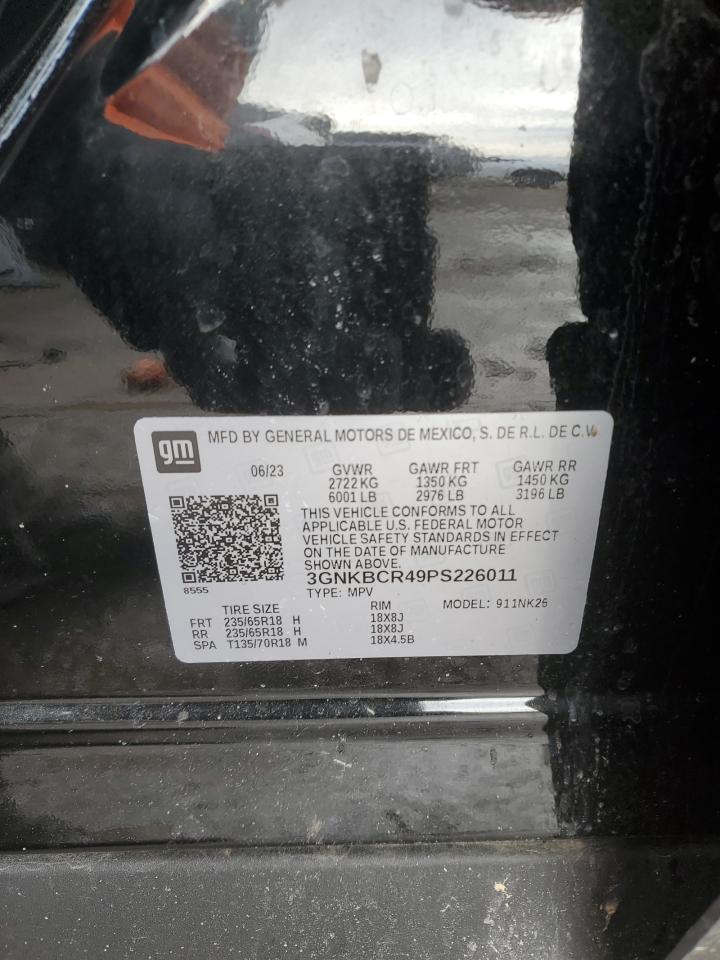 gm
MFD BY GENERAL MOTORS DE MEXICO, S. DE R.L. DE C.V.
06/23 GVWR GAWR FRT GAWR RR
2722 KG 1350 KG 1450 KG
6001 LB 2976 LB 3196 LB
THIS VEHICLE CONFORMS TO ALL
APPLICABLE U.S. FEDERAL MOTOR
VEHICLE SAFETY STANDARDS IN EFFECT
ON THE DATE OF MANUFACTURE
SHOWN ABOVE.
8555
3GNKBCR49PS226011
TYPE: MPV
TIRE SIZE RIM MODEL: 911NK26
FRT 235/65R18 H 18X8J
RR 235/65R18 H 18X8J
SPA T135/70R18 M 18X4.5B